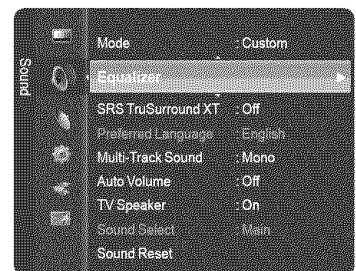 Sound
Mode : Custom
Equalizer
SRS TruSurround XT : Off
Preferred Language : English
Multi-Track Sound : Mono
Auto Volume : Off
TV Speaker : On
Sound Select : Main
Sound Reset